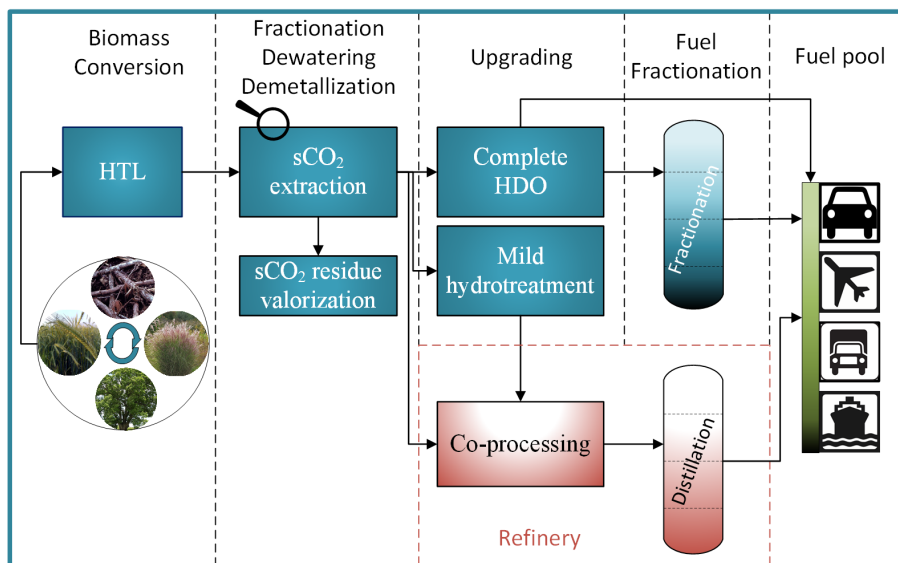 Biomass
Conversion
Fractionation
Dewatering
Demetallization
Upgrading
Fuel
Fractionation
Fuel pool
HTL
sCO₂
extraction
Complete
HDO
Fractionation
sCO₂ residue
valorization
Mild
hydrotreatment
Co-processing
Distillation
Refinery